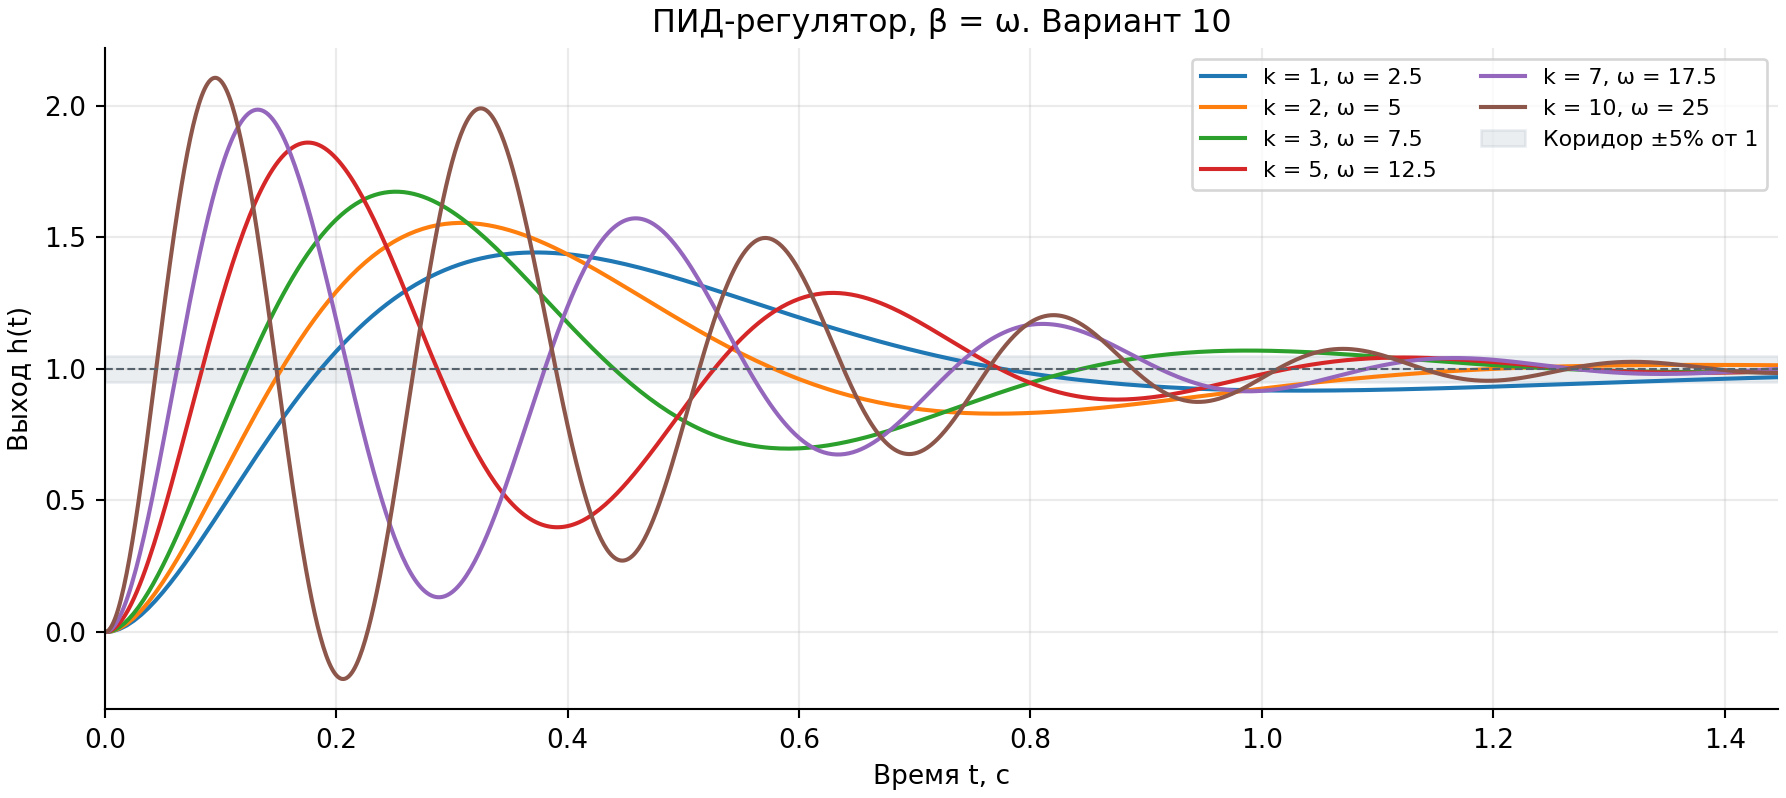 ПИД-регулятор, β = ω. Вариант 10
k = 1, ω = 2.5
k = 2, ω = 5
k = 3, ω = 7.5
k = 5, ω = 12.5
k = 7, ω = 17.5
k = 10, ω = 25
Коридор ±5% от 1
Выход h(t)
2.0
1.5
1.0
0.5
0.0
0.0 0.2 0.4 0.6 0.8 1.0 1.2 1.4
Время t, с